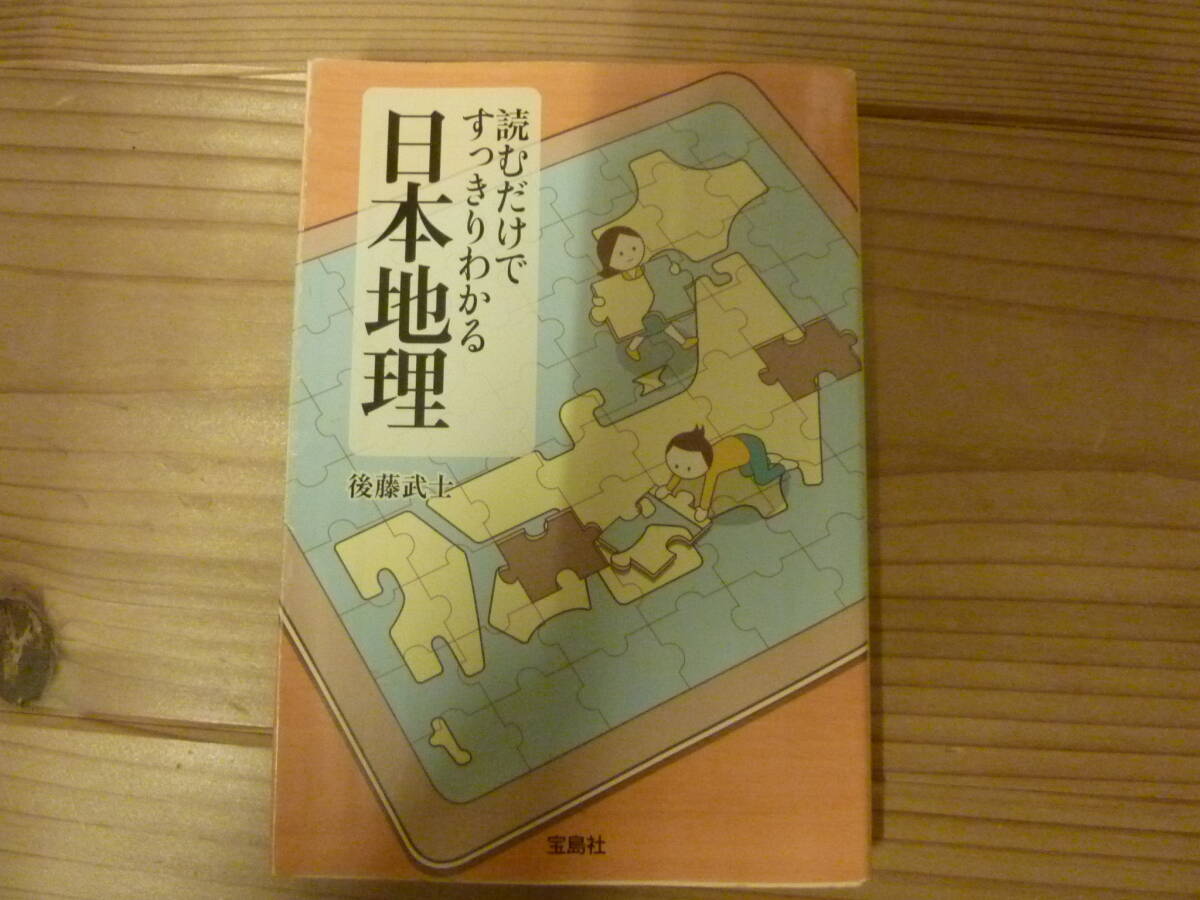 読むだけで
すっきりわかる
日本地理
後藤武士
宝島社